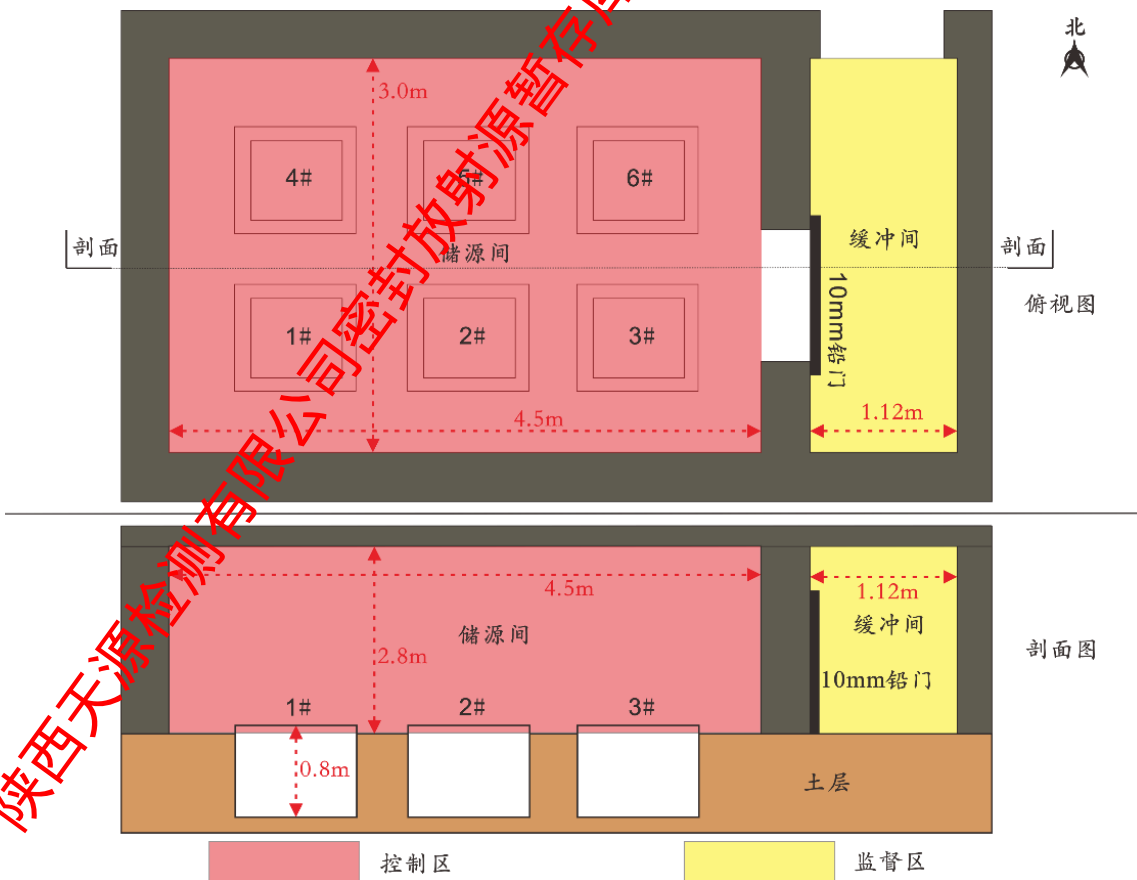 北
3.0m
4#
5#
6#
剖面
储源间
缓冲间
剖面
10mm铅门
俯视图
1#
2#
3#
4.5m
1.12m
4.5m
1.12m
储源间
缓冲间
2.8m
剖面图
10mm铅门
1#
2#
3#
0.8m
土层
控制区
监督区
陕西天源检测有限公司密封放射源暂存库